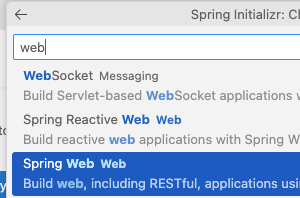 Spring Initializr:
web
WebSocket Messaging
Build Servlet-based WebSocket applications
Spring Reactive Web Web
Build reactive web applications with Spring
Spring Web Web
Build web, including RESTful, applications